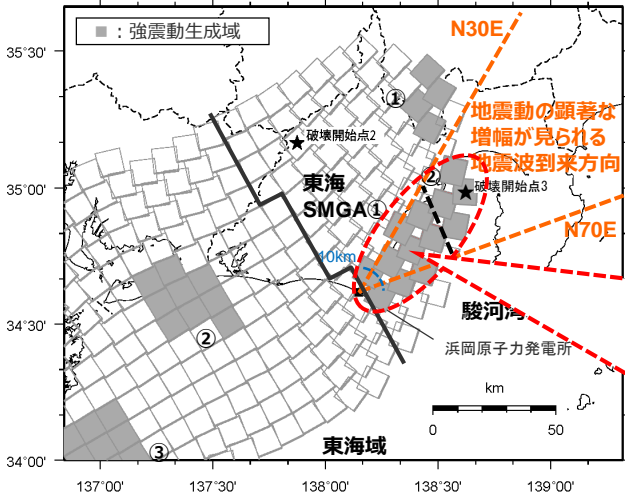 ■：強震動生成域
N30E
35°30'
①
地震動の顕著な
増幅が見られる
地震波到来方向
破壊開始点2
②
破壊開始点3
35°00'
東海
SMGA①
N70E
10km
駿河湾
34°30'
②
浜岡原子力発電所
km
0
50
③
東海域
34°00'
137°00'
137°30'
138°00'
138°30'
139°00'